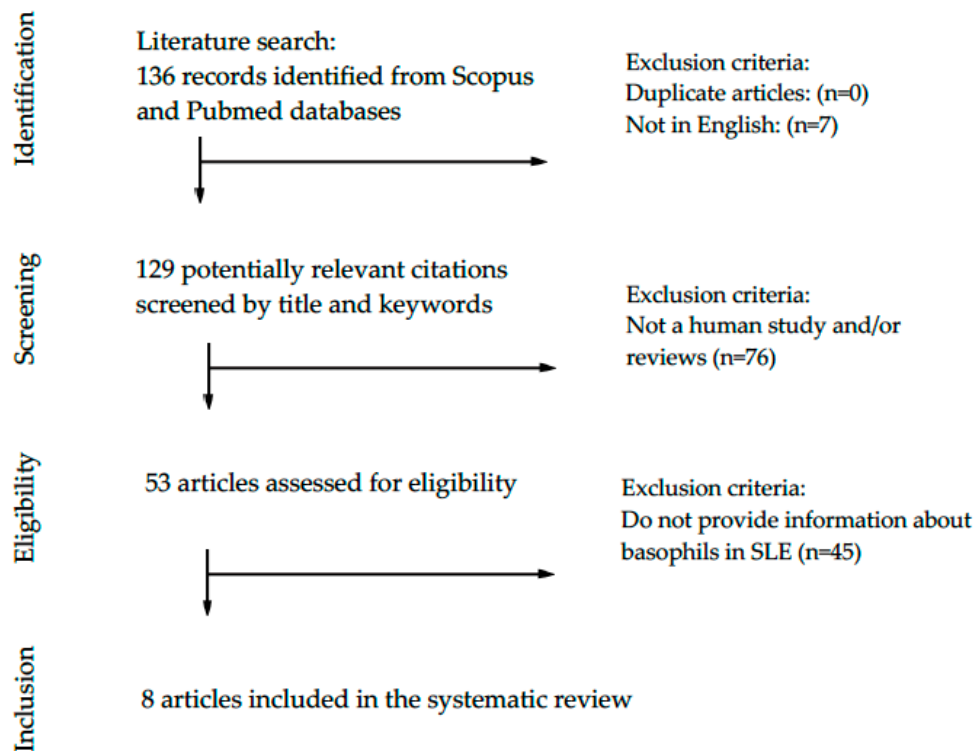 Identification
Literature search:
136 records identified from Scopus
and Pubmed databases
Exclusion criteria:
Duplicate articles: (n=0)
Not in English: (n=7)
Screening
129 potentially relevant citations
screened by title and keywords
Exclusion criteria:
Not a human study and/or
reviews (n=76)
Eligibility
53 articles assessed for eligibility
Exclusion criteria:
Do not provide information about
basophils in SLE (n=45)
Inclusion
8 articles included in the systematic review